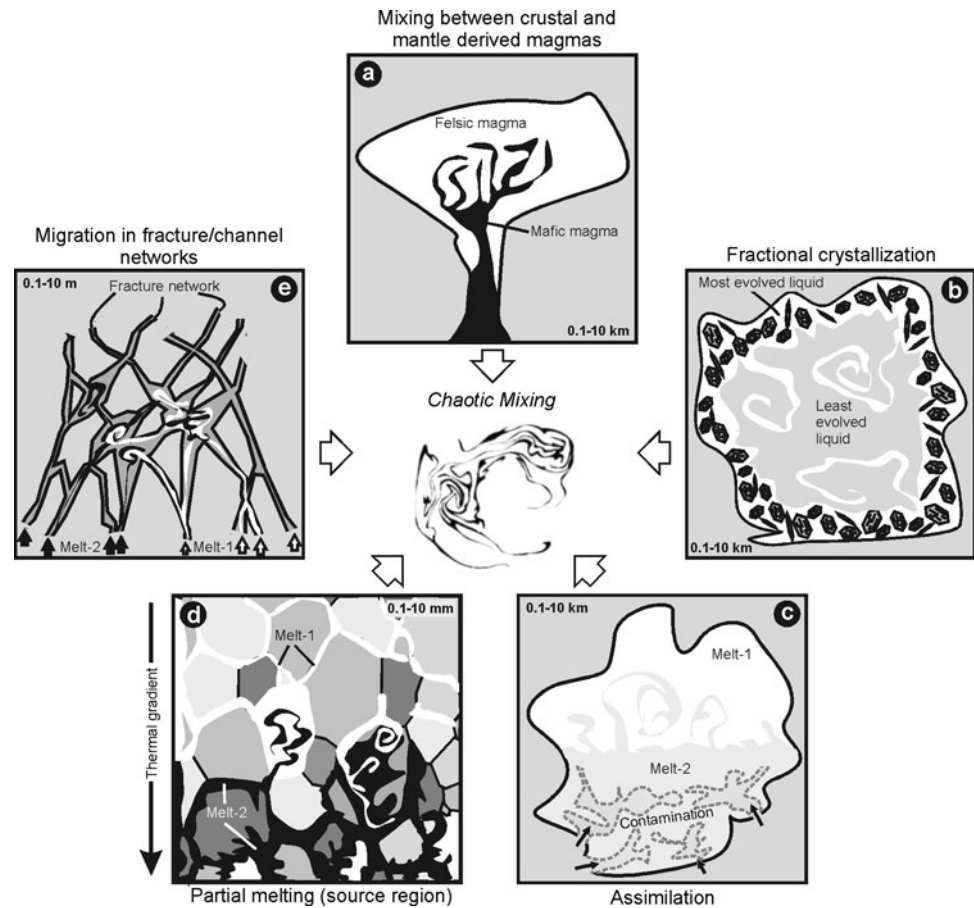 Mixing between crustal and
mantle derived magmas
a
Felsic magma
Mafic magma
0.1-10 km
Migration in fracture/channel
networks
0.1-10 m
Fracture network
e
Melt-2
Melt-1
Fractional crystallization
Most evolved liquid
b
Least
evolved
liquid
0.1-10 km
Chaotic Mixing
Thermal gradient
d
0.1-10 mm
Melt-1
Melt-2
Partial melting (source region)
0.1-10 km
c
Melt-1
Melt-2
Contamination
Assimilation